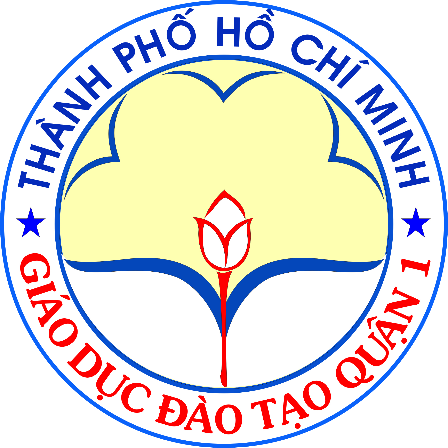 THÀNH PHỐ HỒ CHÍ MINH
GIÁO DỤC ĐÀO TẠO QUẬN 1